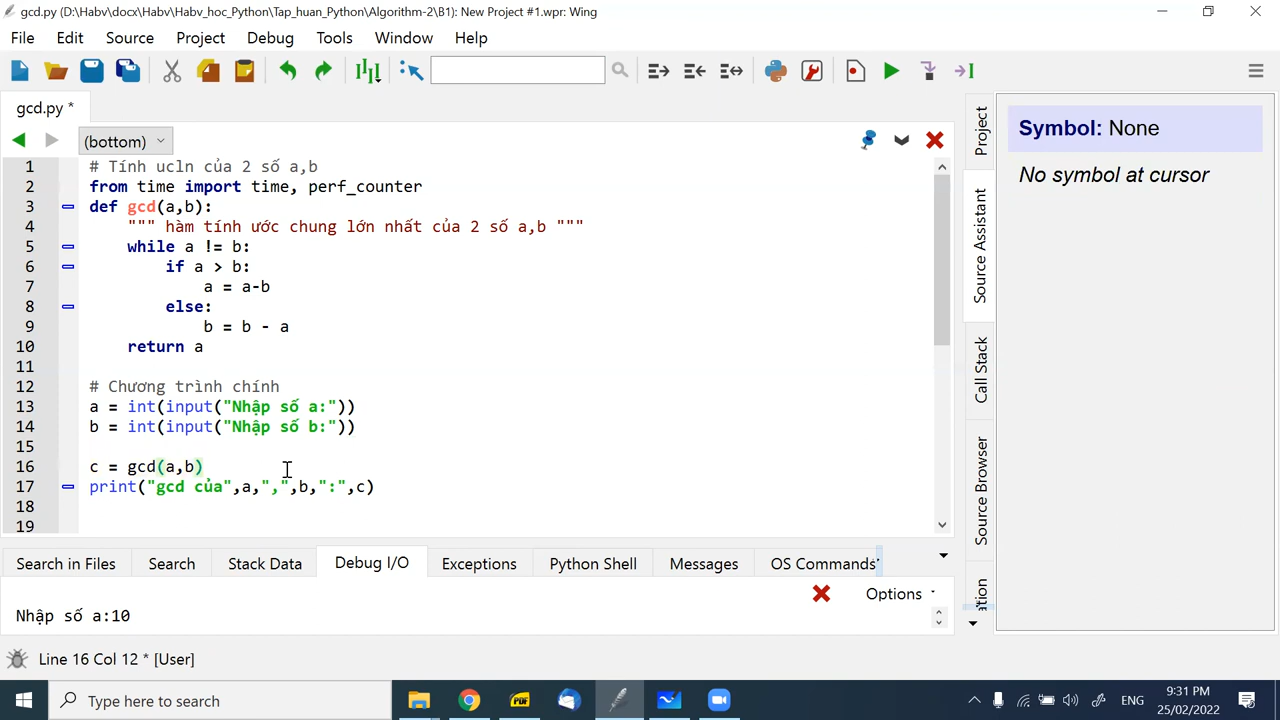 gcd.py (D:\Habv\docx\Habv\Habv_hoc_Python\Tap_huan_Python\Algorithm-2\B1): New Project #1.wpr: Wing
File Edit Source Project Debug Tools Window Help
gcd.py *
(bottom)
1 # Tính ucln của 2 số a,b
2 from time import time, perf_counter
3 def gcd(a,b):
4 """ hàm tính ước chung lớn nhất của 2 số a,b """
5 while a != b:
6 if a > b:
7 a = a-b
8 else:
9 b = b - a
10 return a
11
12 # Chương trình chính
13 a = int(input("Nhập số a:"))
14 b = int(input("Nhập số b:"))
15
16 c = gcd(a,b)
17 print("gcd của",a,",",b,":",c)
18
19
Project
Source Assistant
Call Stack
Source Browser
Symbol: None
No symbol at cursor
Search in Files Search Stack Data Debug I/O Exceptions Python Shell Messages OS Commands
Options
Nhập số a:10
Line 16 Col 12 * [User]
Type here to search
PDF
ENG
9:31 PM
25/02/2022